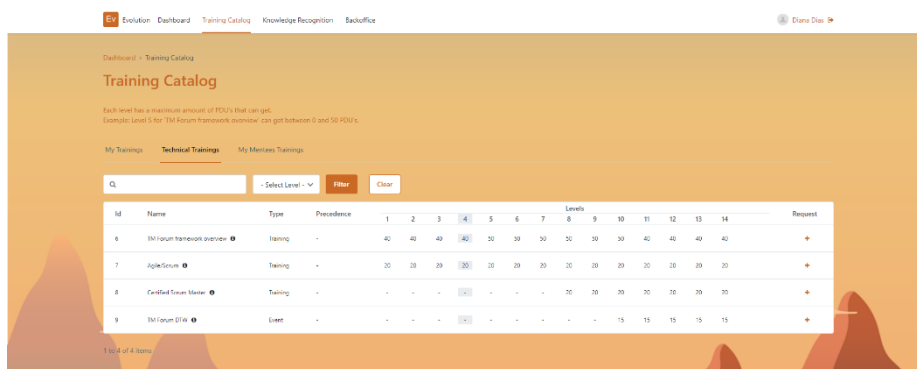 Ev Evolution Dashboard Training Catalog Knowledge Recognition Backoffice Diana Dias
Dashboard > Training Catalog
Training Catalog
Each level has a maximum amount of PDU's that can get.
Example: Level 5 for 'TM Forum framework overview' can get between 0 and 50 PDU's.
My Trainings Technical Trainings My Mentees Trainings
- Select Level - Filter Clear
Levels
Id Name Type Precedence 1 2 3 4 5 6 7 8 9 10 11 12 13 14 Request
6 TM Forum framework overview Training - 40 40 40 40 50 50 50 50 50 50 40 40 40 40 +
7 Agile/Scrum Training - 20 20 20 20 20 20 20 20 20 20 20 20 20 20 +
8 Certified Scrum Master Training - - - - - - - - 20 20 20 20 20 20 20 +
9 TM Forum DTW Event - - - - - - - - - - 15 15 15 15 15 +
1 to 4 of 4 items